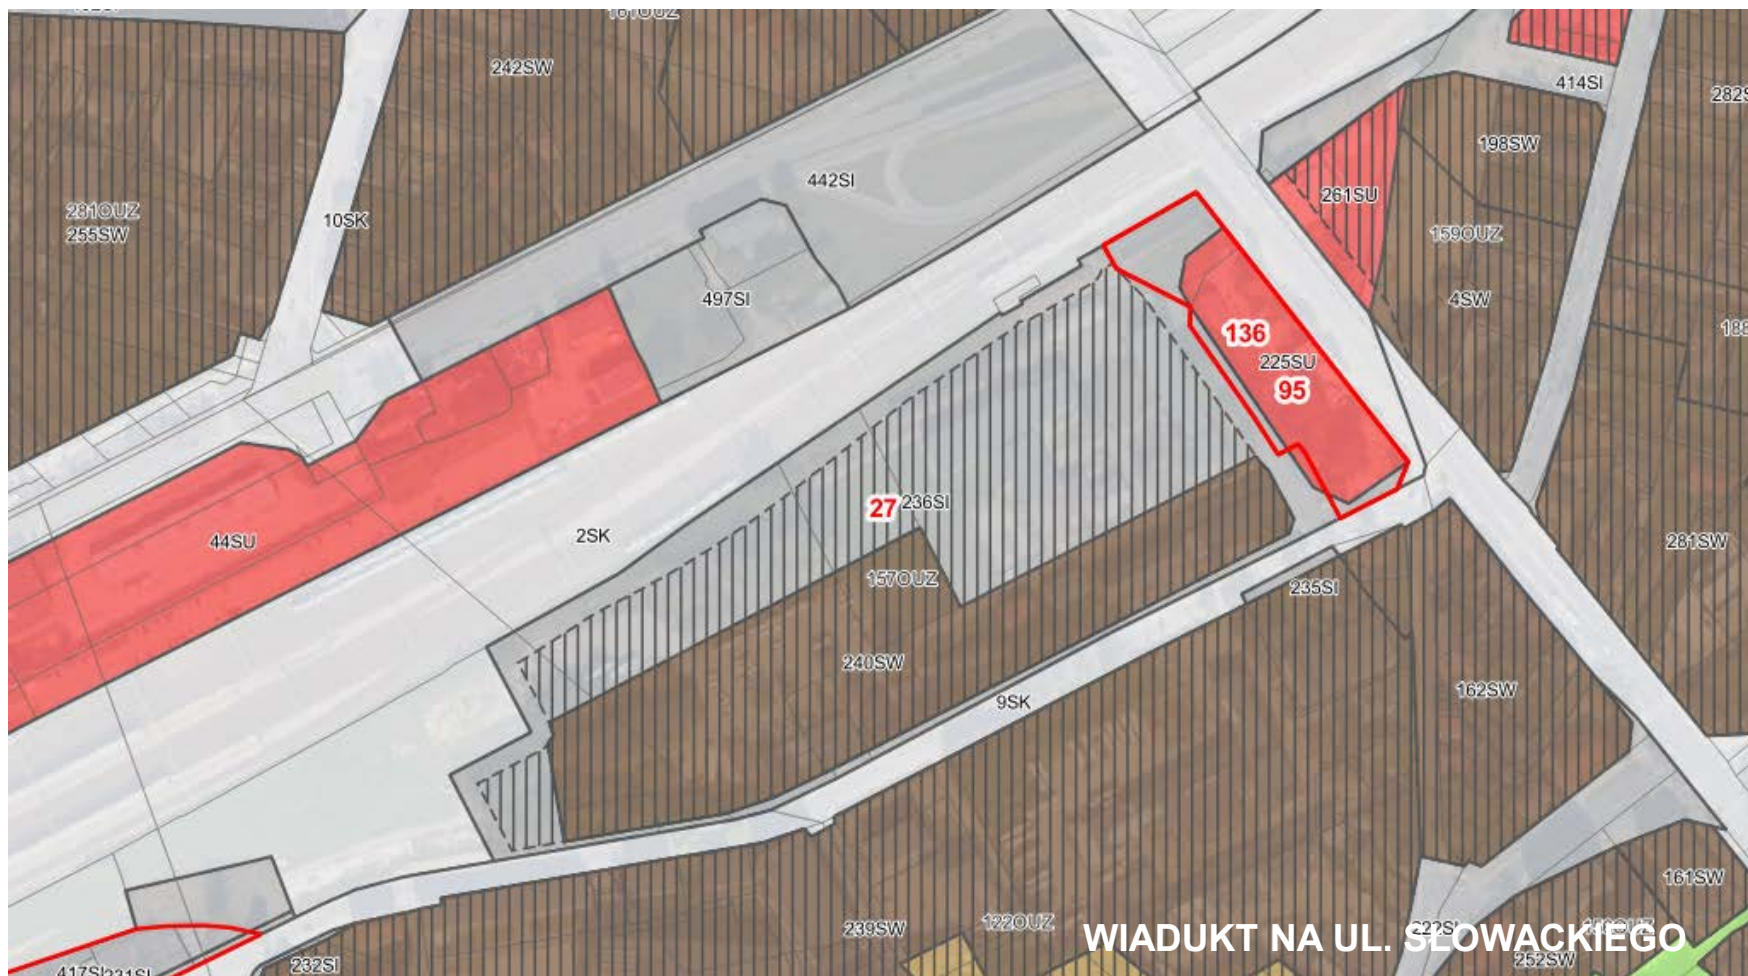 242SW
414SI
198SW
442SI
261SU
281OUZ
255SW
10SK
159OUZ
4SW
497SI
136
225SU
95
27 236SI
44SU
2SK
281SW
157OUZ
235SI
240SW
162SW
9SK
161SW
239SW
122OUZ
WIADUKT NA UL. SŁOWACKIEGO
252SW
232SI